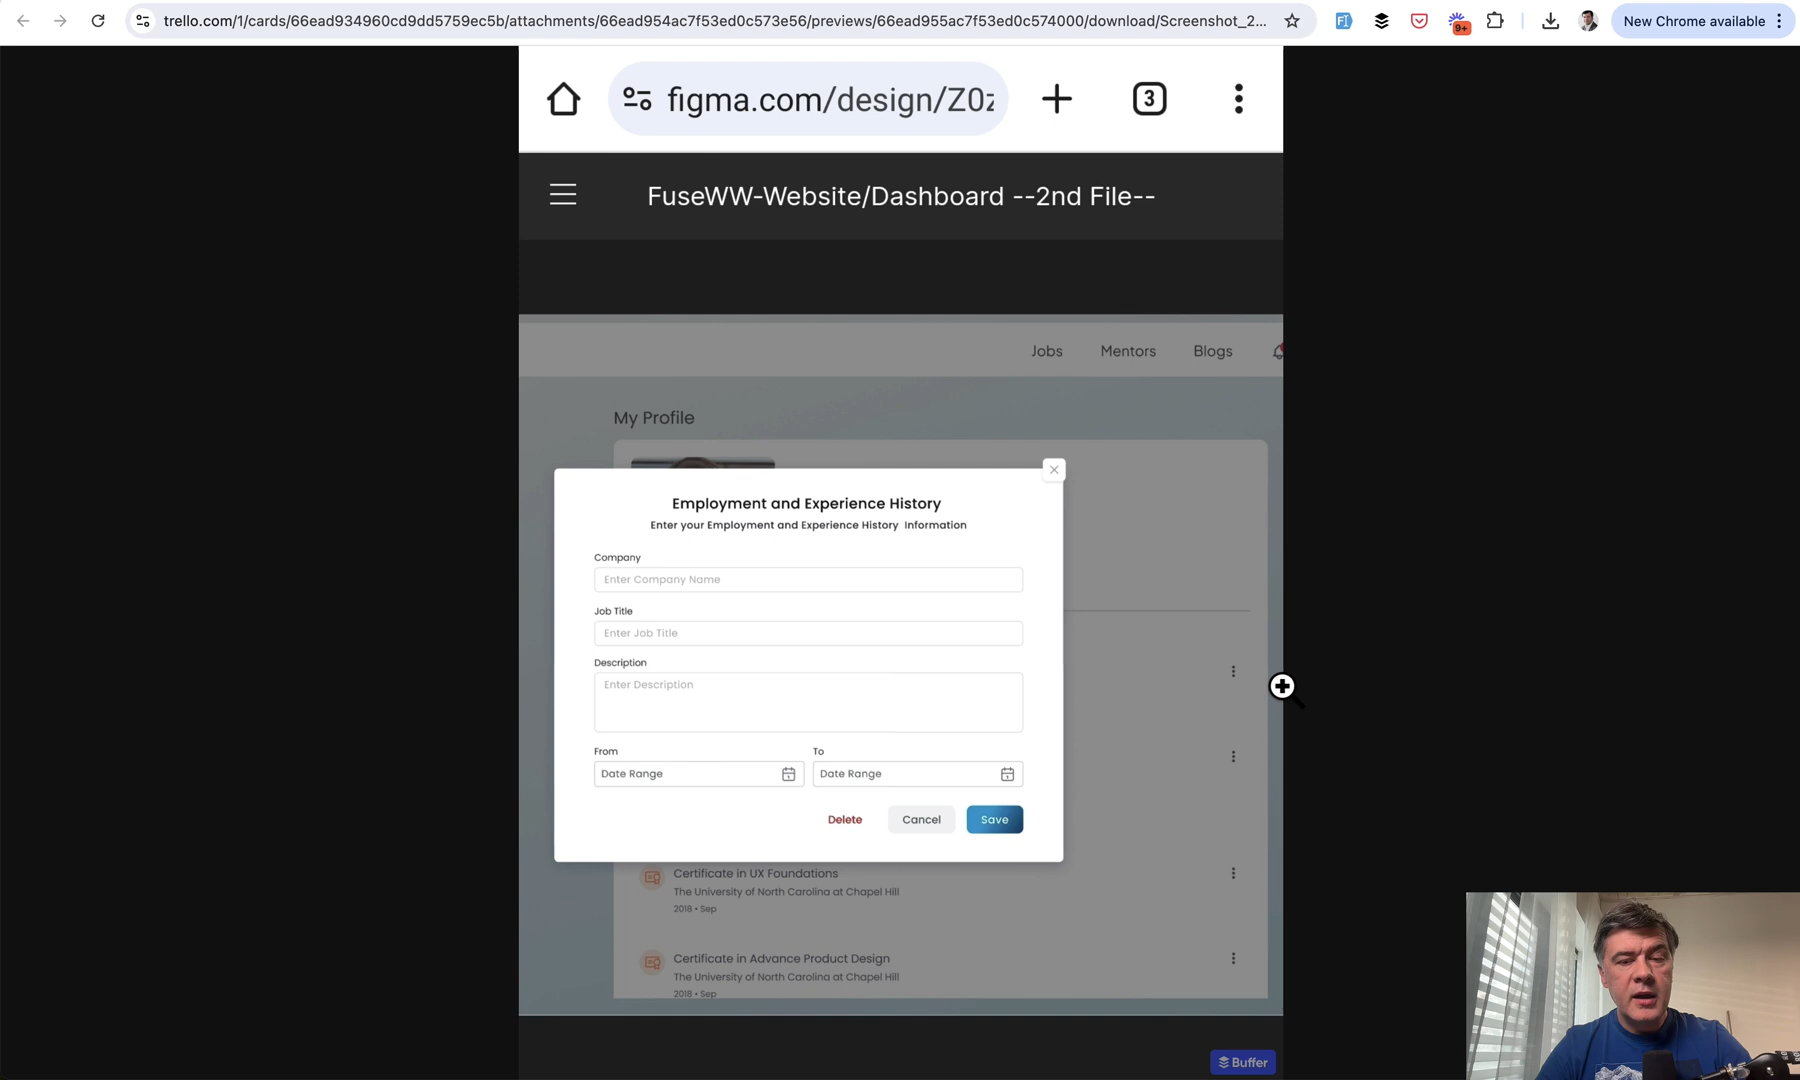 trello.com/1/cards/66ead934960cd9dd5759ec5b/attachments/66ead954ac7f53ed0c573e56/previews/66ead955ac7f53ed0c574000/download/Screenshot_2...
9+
New Chrome available
figma.com/design/Z0z
3
FuseWW-Website/Dashboard --2nd File--
Jobs
Mentors
Blogs
My Profile
Employment and Experience History
Enter your Employment and Experience History Information
Company
Enter Company Name
Job Title
Enter Job Title
Description
Enter Description
From
To
Date Range
Date Range
Delete
Cancel
Save
Certificate in UX Foundations
The University of North Carolina at Chapel Hill
2018 • Sep
Certificate in Advance Product Design
The University of North Carolina at Chapel Hill
2018 • Sep
Buffer